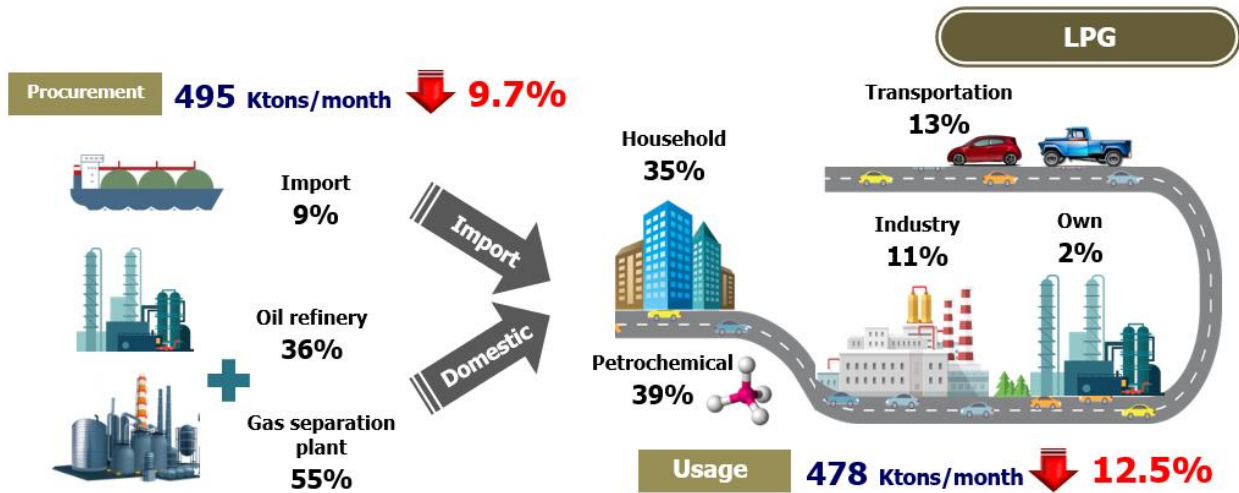 LPG
Procurement
495 Ktons/month
9.7%
Import
9%
Oil refinery
36%
Gas separation
plant
55%
Import
Domestic
Household
35%
Petrochemical
39%
Transportation
13%
Industry
11%
Own
2%
Usage
478 Ktons/month
12.5%